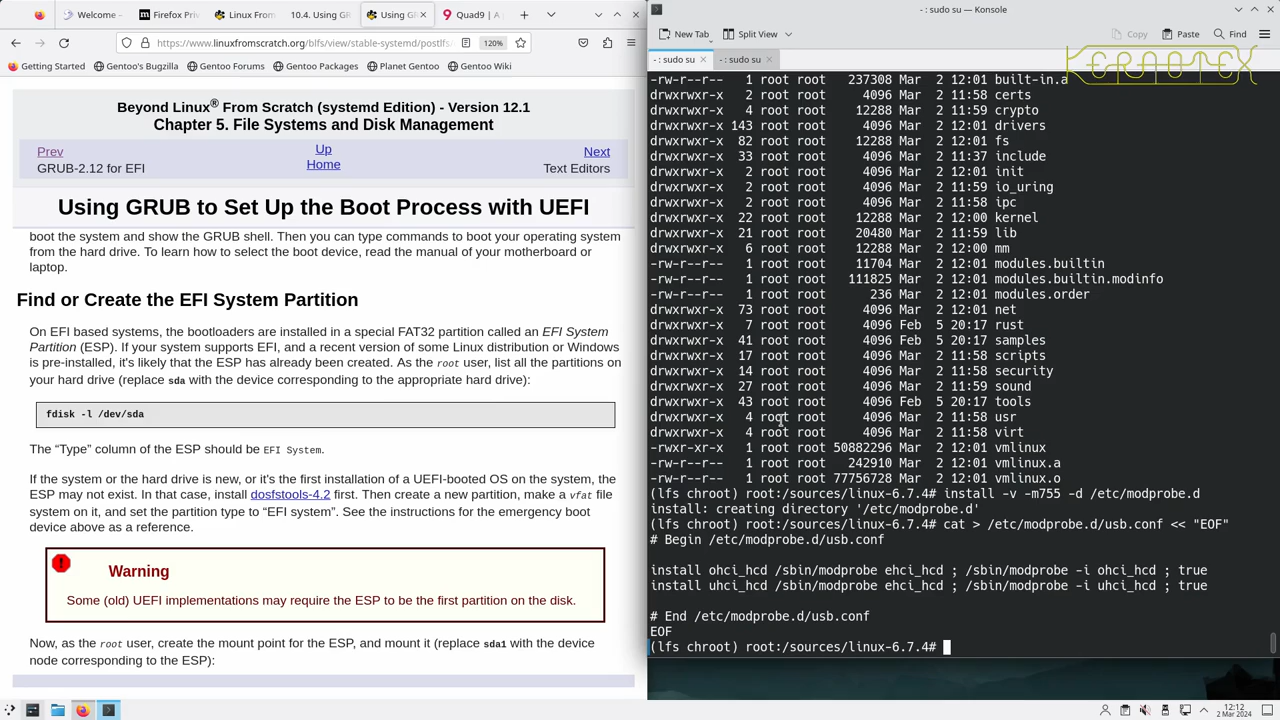 Welcome -
Firefox Priv
Linux From
10.4. Using GR
Using GR
Quad9 | A
https://www.linuxfromscratch.org/blfs/view/stable-systemd/postlfs/
120%
Getting Started
Gentoo's Bugzilla
Gentoo Forums
Gentoo Packages
Planet Gentoo
Gentoo Wiki
Beyond Linux® From Scratch (systemd Edition) - Version 12.1
Chapter 5. File Systems and Disk Management
Prev
Up
Next
GRUB-2.12 for EFI
Home
Text Editors
Using GRUB to Set Up the Boot Process with UEFI
boot the system and show the GRUB shell. Then you can type commands to boot your operating system
from the hard drive. To learn how to select the boot device, read the manual of your motherboard or
laptop.
Find or Create the EFI System Partition
On EFI based systems, the bootloaders are installed in a special FAT32 partition called an EFI System
Partition (ESP). If your system supports EFI, and a recent version of some Linux distribution or Windows
is pre-installed, it's likely that the ESP has already been created. As the root user, list all the partitions on
your hard drive (replace sda with the device corresponding to the appropriate hard drive):
fdisk -l /dev/sda
The “Type” column of the ESP should be EFI System.
If the system or the hard drive is new, or it's the first installation of a UEFI-booted OS on the system, the
ESP may not exist. In that case, install dosfstools-4.2 first. Then create a new partition, make a vfat file
system on it, and set the partition type to “EFI system”. See the instructions for the emergency boot
device above as a reference.
Warning
Some (old) UEFI implementations may require the ESP to be the first partition on the disk.
Now, as the root user, create the mount point for the ESP, and mount it (replace sda1 with the device
node corresponding to the ESP):
- : sudo su — Konsole
New Tab
Split View
Copy
Paste
Find
- : sudo su
- : sudo su
KERNOTEX
-rw-r--r-- 1 root root 237308 Mar 2 12:01 built-in.a
drwxrwxr-x 2 root root 4096 Mar 2 11:58 certs
drwxrwxr-x 4 root root 12288 Mar 2 12:01 crypto
drwxrwxr-x 143 root root 4096 Mar 2 12:01 drivers
drwxrwxr-x 82 root root 12288 Mar 2 12:01 fs
drwxrwxr-x 33 root root 4096 Mar 2 11:37 include
drwxrwxr-x 2 root root 4096 Mar 2 12:01 init
drwxrwxr-x 2 root root 4096 Mar 2 11:59 io_uring
drwxrwxr-x 2 root root 4096 Mar 2 11:58 ipc
drwxrwxr-x 22 root root 12288 Mar 2 12:00 kernel
drwxrwxr-x 21 root root 20480 Mar 2 11:59 lib
drwxrwxr-x 6 root root 12288 Mar 2 12:00 mm
-rw-r--r-- 1 root root 11704 Mar 2 12:01 modules.builtin
-rw-r--r-- 1 root root 111825 Mar 2 12:01 modules.builtin.modinfo
-rw-r--r-- 1 root root 236 Mar 2 12:01 modules.order
drwxrwxr-x 73 root root 4096 Mar 2 12:01 net
drwxrwxr-x 7 root root 4096 Feb 5 20:17 rust
drwxrwxr-x 41 root root 4096 Feb 5 20:17 samples
drwxrwxr-x 17 root root 4096 Mar 2 11:58 scripts
drwxrwxr-x 14 root root 4096 Mar 2 11:58 security
drwxrwxr-x 27 root root 4096 Mar 2 11:59 sound
drwxrwxr-x 43 root root 4096 Feb 5 20:17 tools
drwxrwxr-x 4 root root 4096 Mar 2 11:58 usr
drwxrwxr-x 4 root root 4096 Mar 2 11:58 virt
-rwxr-xr-x 1 root root 50882296 Mar 2 12:01 vmlinux
-rw-r--r-- 1 root root 242910 Mar 2 12:01 vmlinux.a
-rw-r--r-- 1 root root 77756728 Mar 2 12:01 vmlinux.o
(lfs chroot) root:/sources/linux-6.7.4# install -v -m755 -d /etc/modprobe.d
install: creating directory '/etc/modprobe.d'
(lfs chroot) root:/sources/linux-6.7.4# cat > /etc/modprobe.d/usb.conf << "EOF"
# Begin /etc/modprobe.d/usb.conf
install ohci_hcd /sbin/modprobe ehci_hcd ; /sbin/modprobe -i ohci_hcd ; true
install uhci_hcd /sbin/modprobe ehci_hcd ; /sbin/modprobe -i uhci_hcd ; true
# End /etc/modprobe.d/usb.conf
EOF
(lfs chroot) root:/sources/linux-6.7.4#
12:12
2 Mar 2024